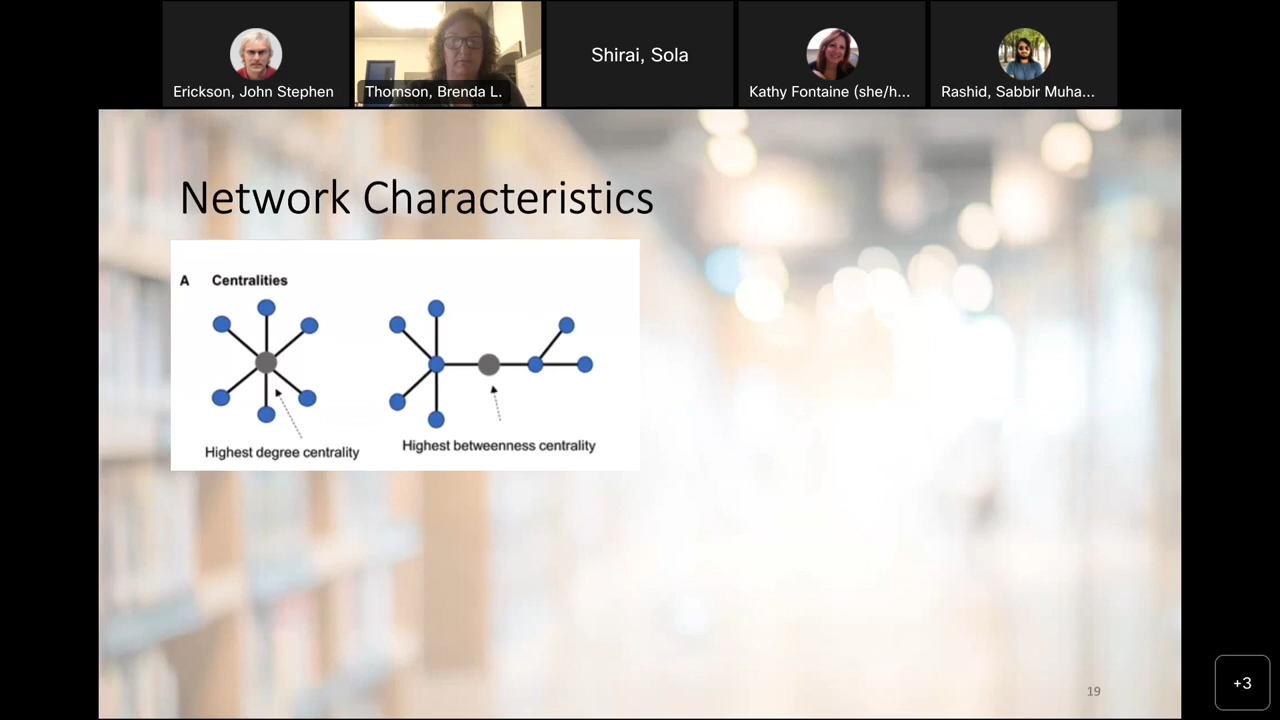 Erickson, John Stephen
Thomson, Brenda L.
Shirai, Sola
Kathy Fontaine (she/h...
Rashid, Sabbir Muha...
Network Characteristics
A Centralities
Highest degree centrality
Highest betweenness centrality
19
+3